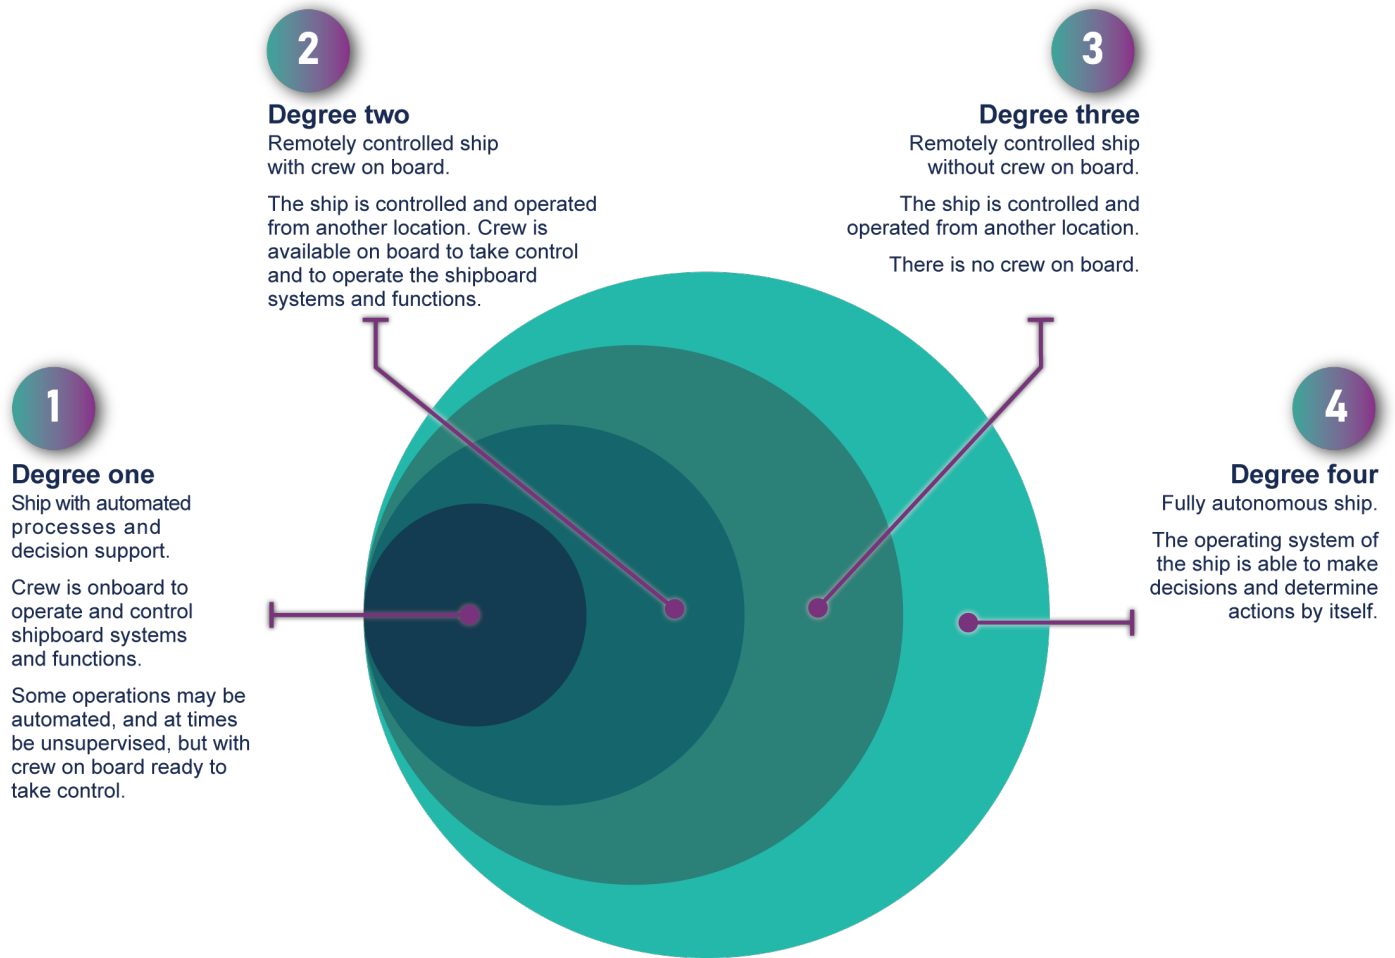 2
Degree two
Remotely controlled ship
with crew on board.
The ship is controlled and operated
from another location. Crew is
available on board to take control
and to operate the shipboard
systems and functions.
3
Degree three
Remotely controlled ship
without crew on board.
The ship is controlled and
operated from another location.
There is no crew on board.
1
Degree one
Ship with automated
processes and
decision support.
Crew is onboard to
operate and control
shipboard systems
and functions.
Some operations may be
automated, and at times
be unsupervised, but with
crew on board ready to
take control.
4
Degree four
Fully autonomous ship.
The operating system of
the ship is able to make
decisions and determine
actions by itself.